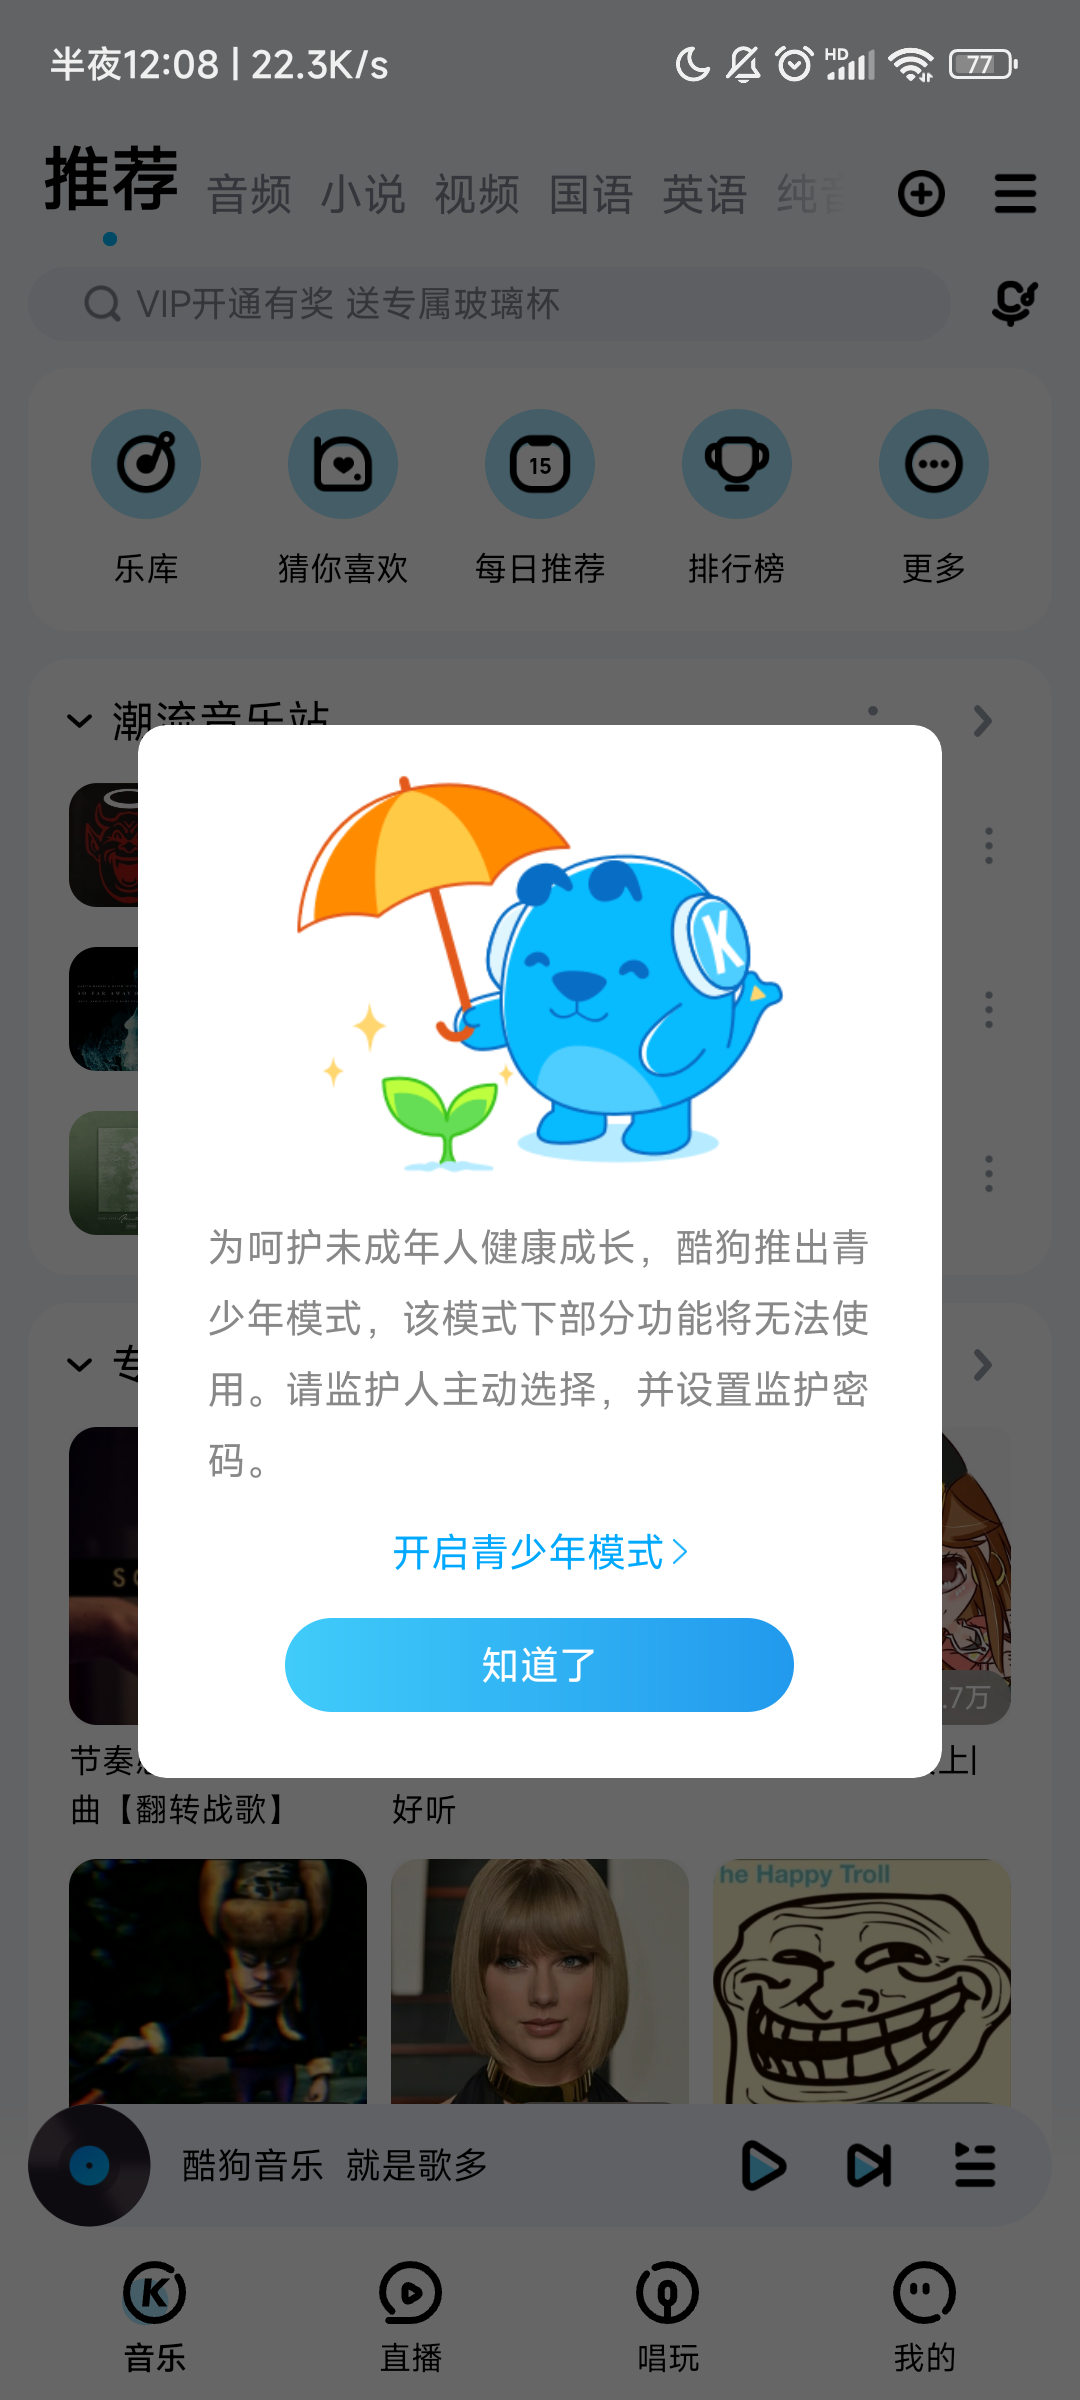 半夜12:08 | 22.3K/s
HD
77
推荐 音频 小说 视频 国语 英语 纯音
VIP开通有奖 送专属玻璃杯
15
乐库 猜你喜欢 每日推荐 排行榜 更多
潮流音乐站
K
为呵护未成年人健康成长，酷狗推出青
少年模式，该模式下部分功能将无法使
用。请监护人主动选择，并设置监护密
码。
开启青少年模式
知道了
.7万
节奏
上|
曲【翻转战歌】
好听
he Happy Troll
酷狗音乐 就是歌多
K
音乐 直播 唱玩 我的